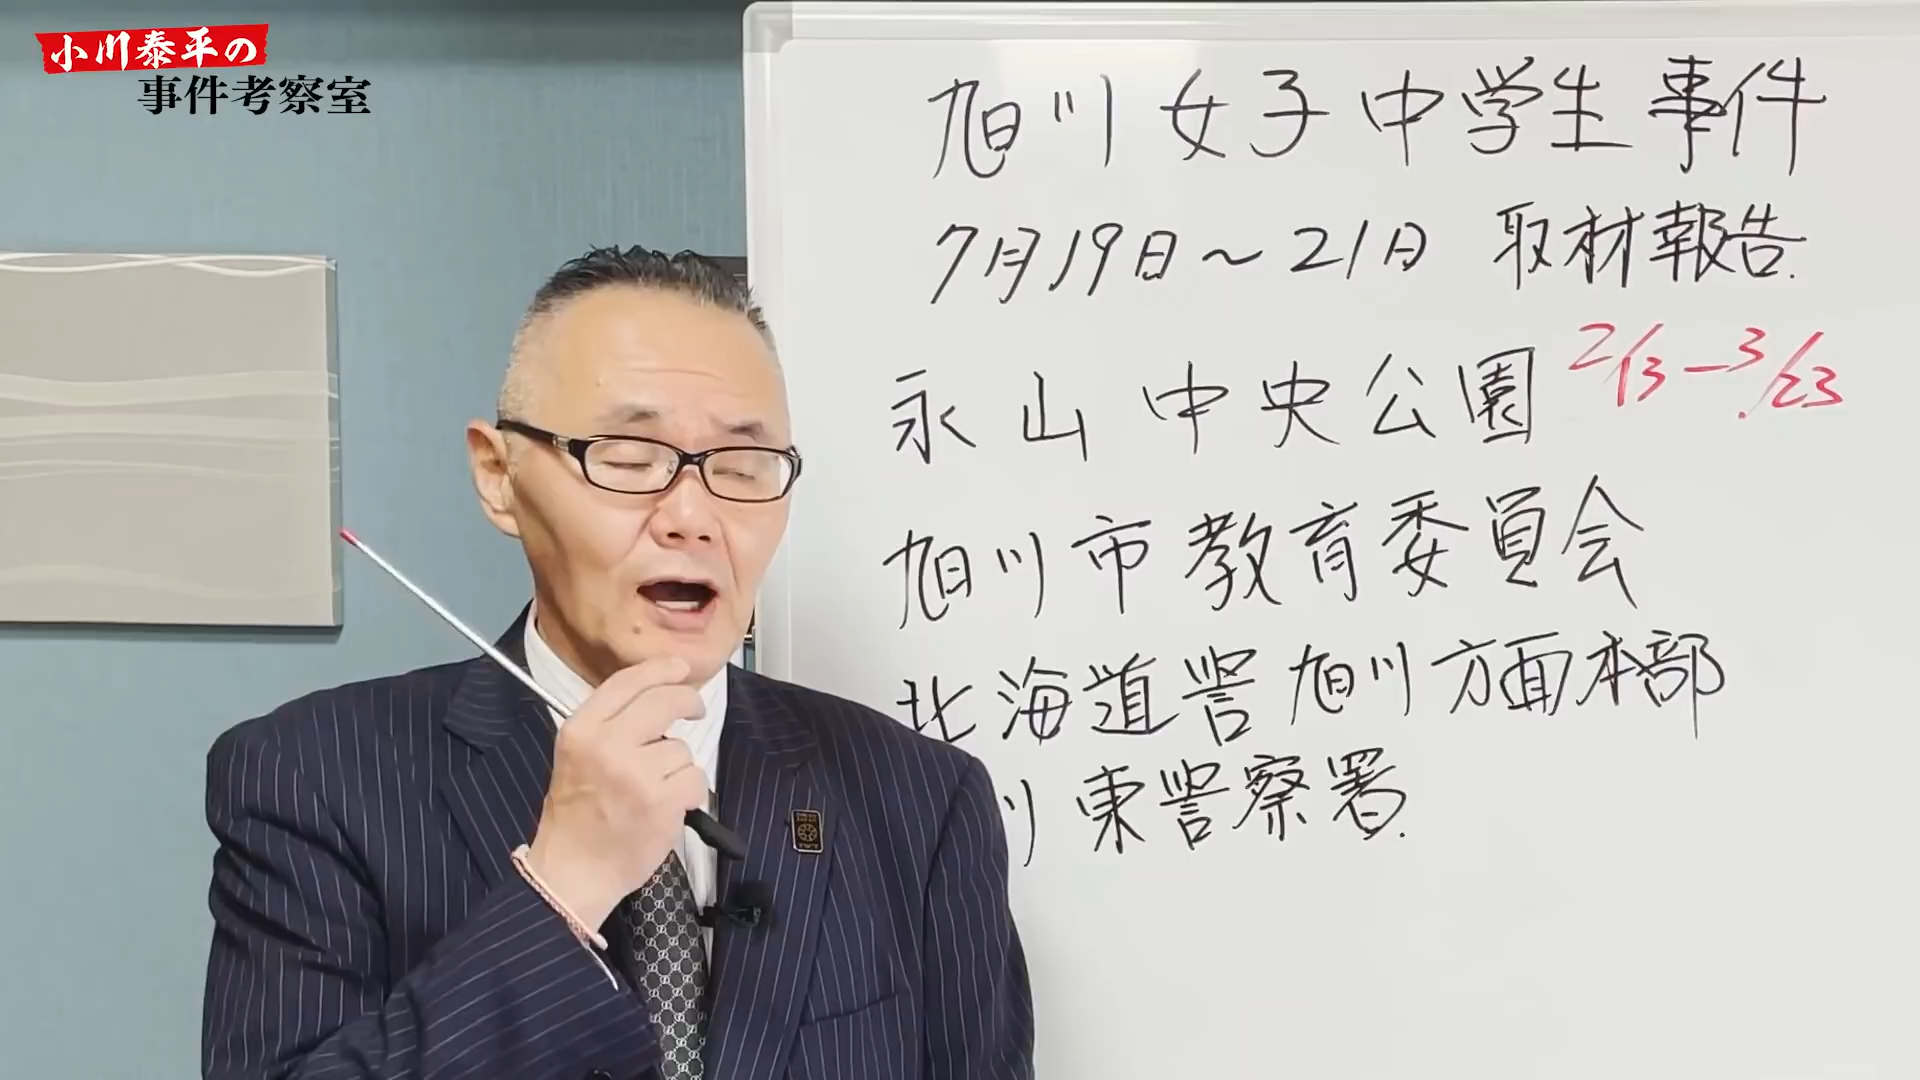 小川泰平の
事件考察室
旭川女子中学生事件
7月19日～21日 取材報告.
永山中央公園 2/13-3/23
旭川市教育委員会
北海道警旭川方面本部
川東警察署.